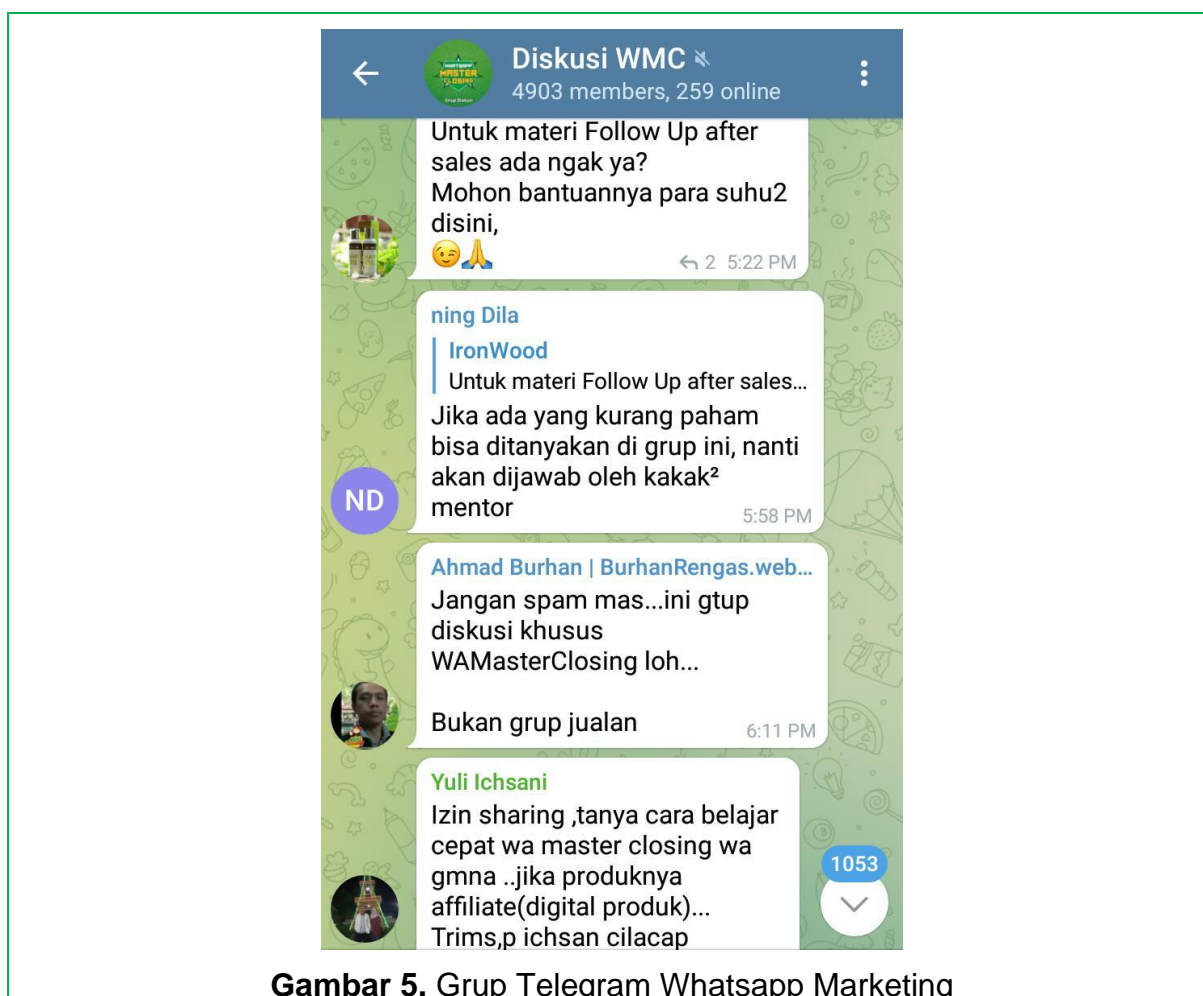 Diskusi WMC
4903 members, 259 online
WHATSAPP
MASTER
CLOSING
Grup Diskusi
Untuk materi Follow Up after
sales ada ngak ya?
Mohon bantuannya para suhu2
disini,
😉🙏
2 5:22 PM
ning Dila
IronWood
Untuk materi Follow Up after sales...
Jika ada yang kurang paham
bisa ditanyakan di grup ini, nanti
akan dijawab oleh kakak²
mentor
5:58 PM
ND
Ahmad Burhan | BurhanRengas.web...
Jangan spam mas...ini gtup
diskusi khusus
WAMasterClosing loh...
Bukan grup jualan
6:11 PM
Yuli Ichsani
Izin sharing ,tanya cara belajar
cepat wa master closing wa
gmna ..jika produknya
affiliate(digital produk)...
Trims,p ichsan cilacap
1053
Gambar 5. Grup Telegram Whatsapp Marketing